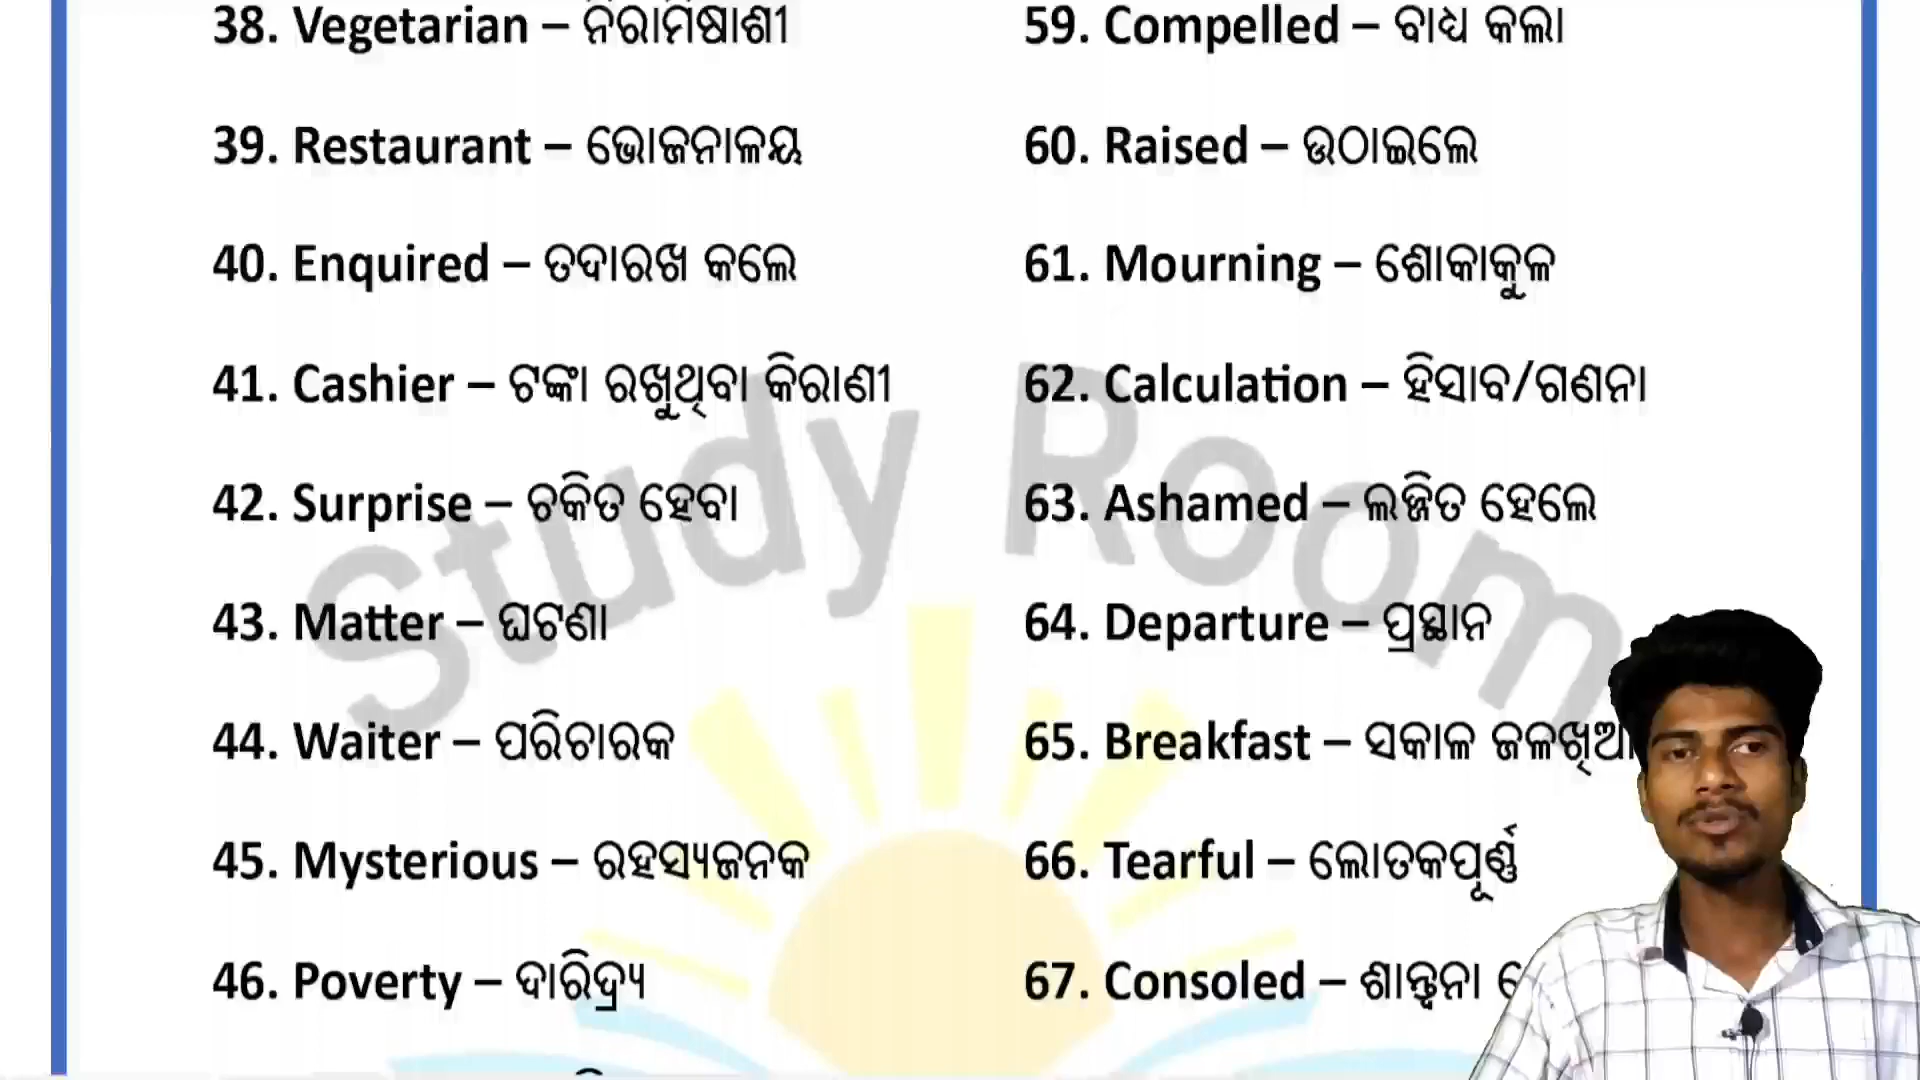 38. Vegetarian – ନିରାମିଷାଶୀ
39. Restaurant – ଭୋଜନାଳୟ
40. Enquired – ତଦାରଖ କଲେ
41. Cashier – ଟଙ୍କା ରଖୁଥିବା କିରାଣୀ
42. Surprise – ଚକିତ ହେବା
43. Matter – ଘଟଣା
44. Waiter – ପରିଚାରକ
45. Mysterious – ରହସ୍ୟଜନକ
46. Poverty – ଦାରିଦ୍ର୍ୟ
59. Compelled – ବାଧ୍ୟ କଲା
60. Raised – ଉଠାଇଲେ
61. Mourning – ଶୋକାକୁଳ
62. Calculation – ହିସାବ/ଗଣନା
63. Ashamed – ଲଜ୍ଜିତ ହେଲେ
64. Departure – ପ୍ରସ୍ଥାନ
65. Breakfast – ସକାଳ ଜଳଖିଆ
66. Tearful – ଲୋତକପୂର୍ଣ୍ଣ
67. Consoled – ଶାନ୍ତ୍ୱନା
Study Room